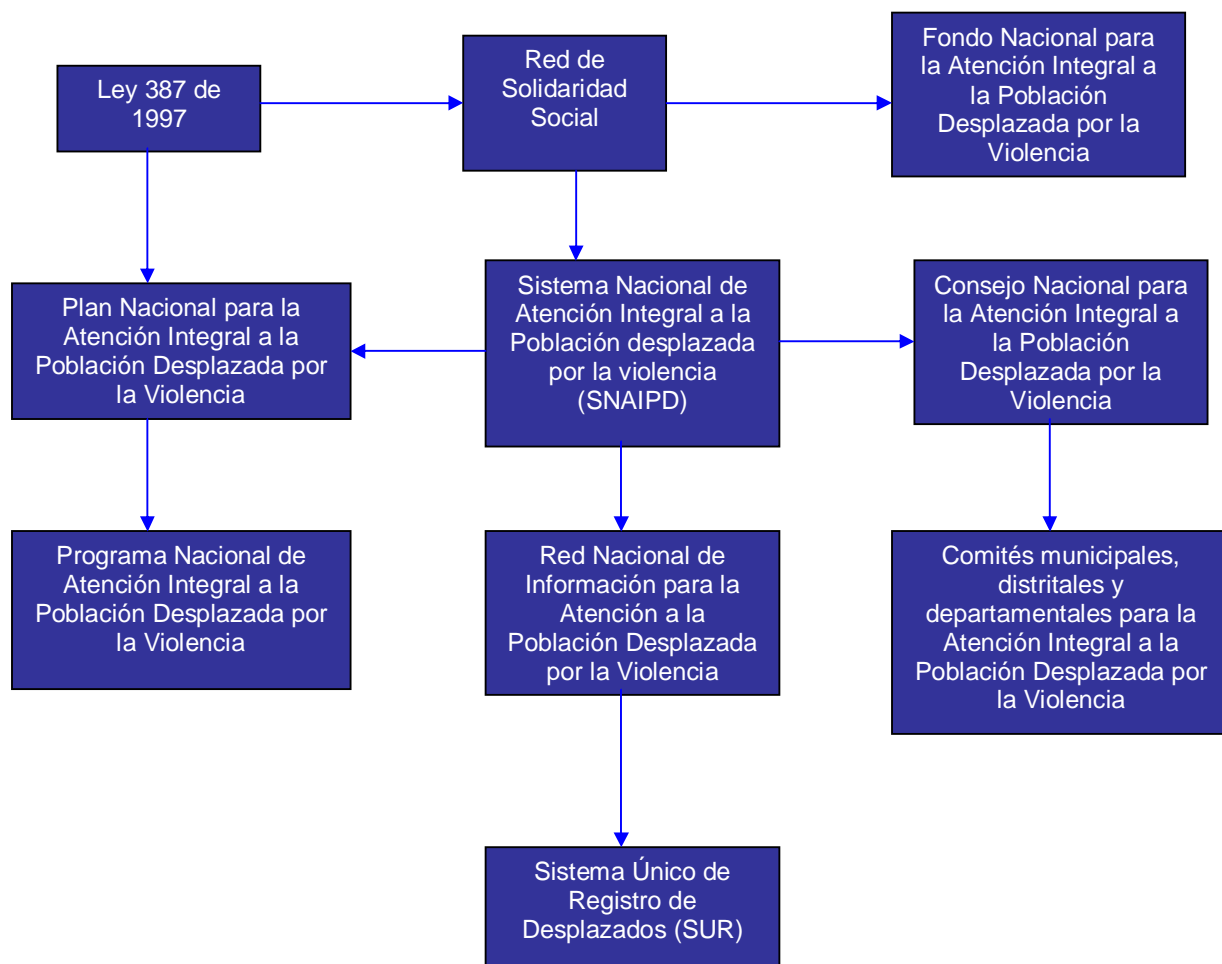 Ley 387 de
1997
Red de
Solidaridad
Social
Fondo Nacional para
la Atención Integral a
la Población
Desplazada por la
Violencia
Plan Nacional para la
Atención Integral a la
Población Desplazada por
la Violencia
Sistema Nacional de
Atención Integral a la
Población desplazada
por la violencia
(SNAIPD)
Consejo Nacional para
la Atención Integral a
la Población
Desplazada por la
Violencia
Programa Nacional de
Atención Integral a la
Población Desplazada por
la Violencia
Red Nacional de
Información para la
Atención a la
Población Desplazada
por la Violencia
Comités municipales,
distritales y
departamentales para la
Atención Integral a la
Población Desplazada por
la Violencia
Sistema Único de
Registro de
Desplazados (SUR)